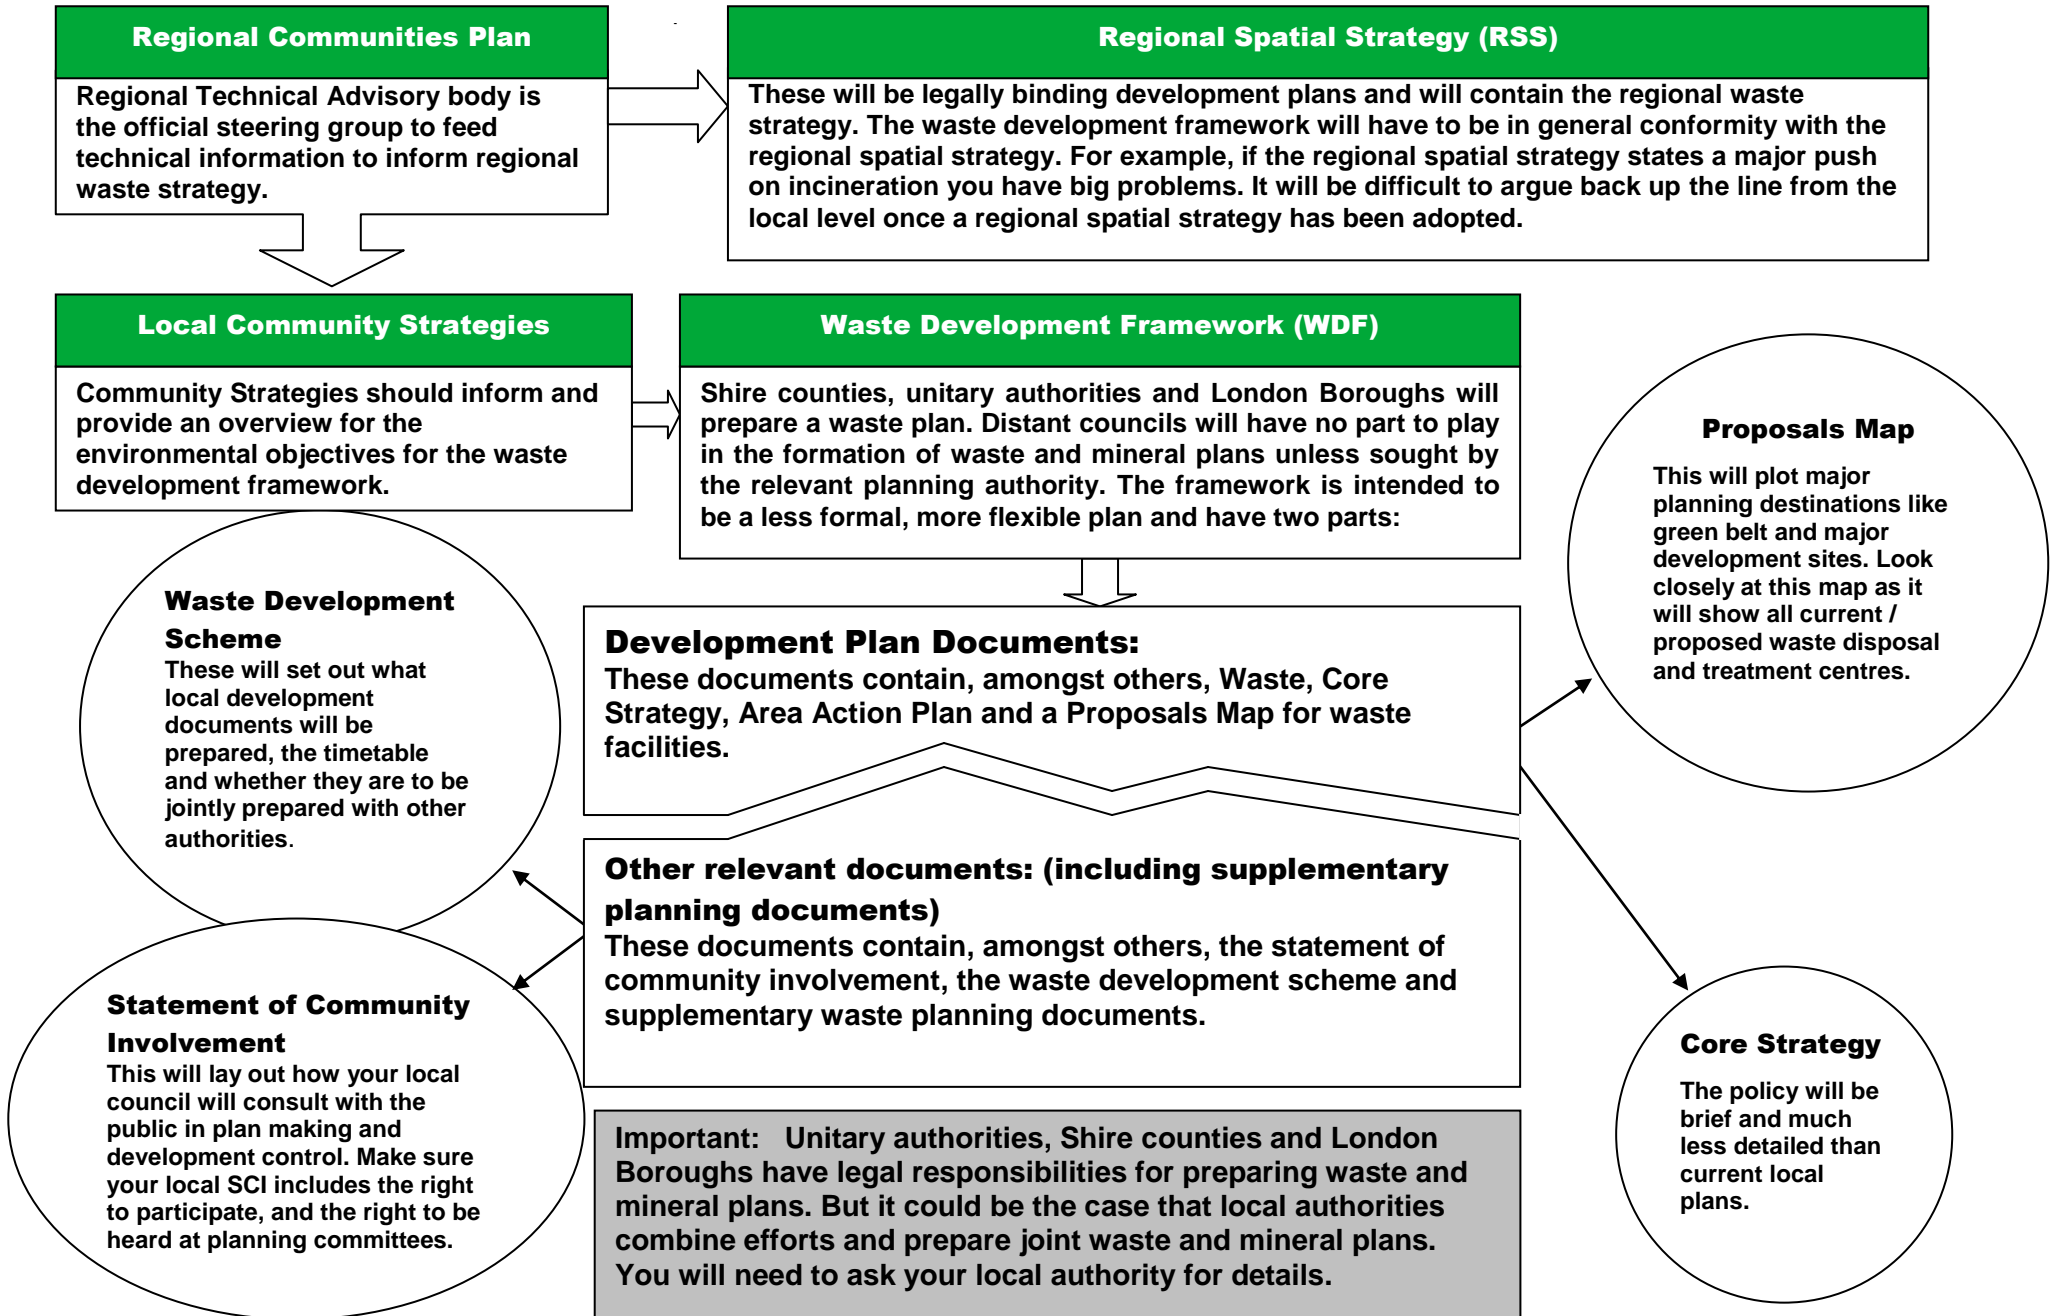 Regional Communities Plan
Regional Technical Advisory body is
the official steering group to feed
technical information to inform regional
waste strategy.
Regional Spatial Strategy (RSS)
These will be legally binding development plans and will contain the regional waste
strategy. The waste development framework will have to be in general conformity with the
regional spatial strategy. For example, if the regional spatial strategy states a major push
on incineration you have big problems. It will be difficult to argue back up the line from the
local level once a regional spatial strategy has been adopted.
Local Community Strategies
Community Strategies should inform and
provide an overview for the
environmental objectives for the waste
development framework.
Waste Development Framework (WDF)
Shire counties, unitary authorities and London Boroughs will
prepare a waste plan. Distant councils will have no part to play
in the formation of waste and mineral plans unless sought by
the relevant planning authority. The framework is intended to
be a less formal, more flexible plan and have two parts:
Proposals Map
This will plot major
planning destinations like
green belt and major
development sites. Look
closely at this map as it
will show all current /
proposed waste disposal
and treatment centres.
Waste Development
Scheme
These will set out what
local development
documents will be
prepared, the timetable
and whether they are to be
jointly prepared with other
authorities.
Development Plan Documents:
These documents contain, amongst others, Waste, Core
Strategy, Area Action Plan and a Proposals Map for waste
facilities.
Other relevant documents: (including supplementary
planning documents)
These documents contain, amongst others, the statement of
community involvement, the waste development scheme and
supplementary waste planning documents.
Statement of Community
Involvement
This will lay out how your local
council will consult with the
public in plan making and
development control. Make sure
your local SCI includes the right
to participate, and the right to be
heard at planning committees.
Core Strategy
The policy will be
brief and much
less detailed than
current local
plans.
Important: Unitary authorities, Shire counties and London
Boroughs have legal responsibilities for preparing waste and
mineral plans. But it could be the case that local authorities
combine efforts and prepare joint waste and mineral plans.
You will need to ask your local authority for details.